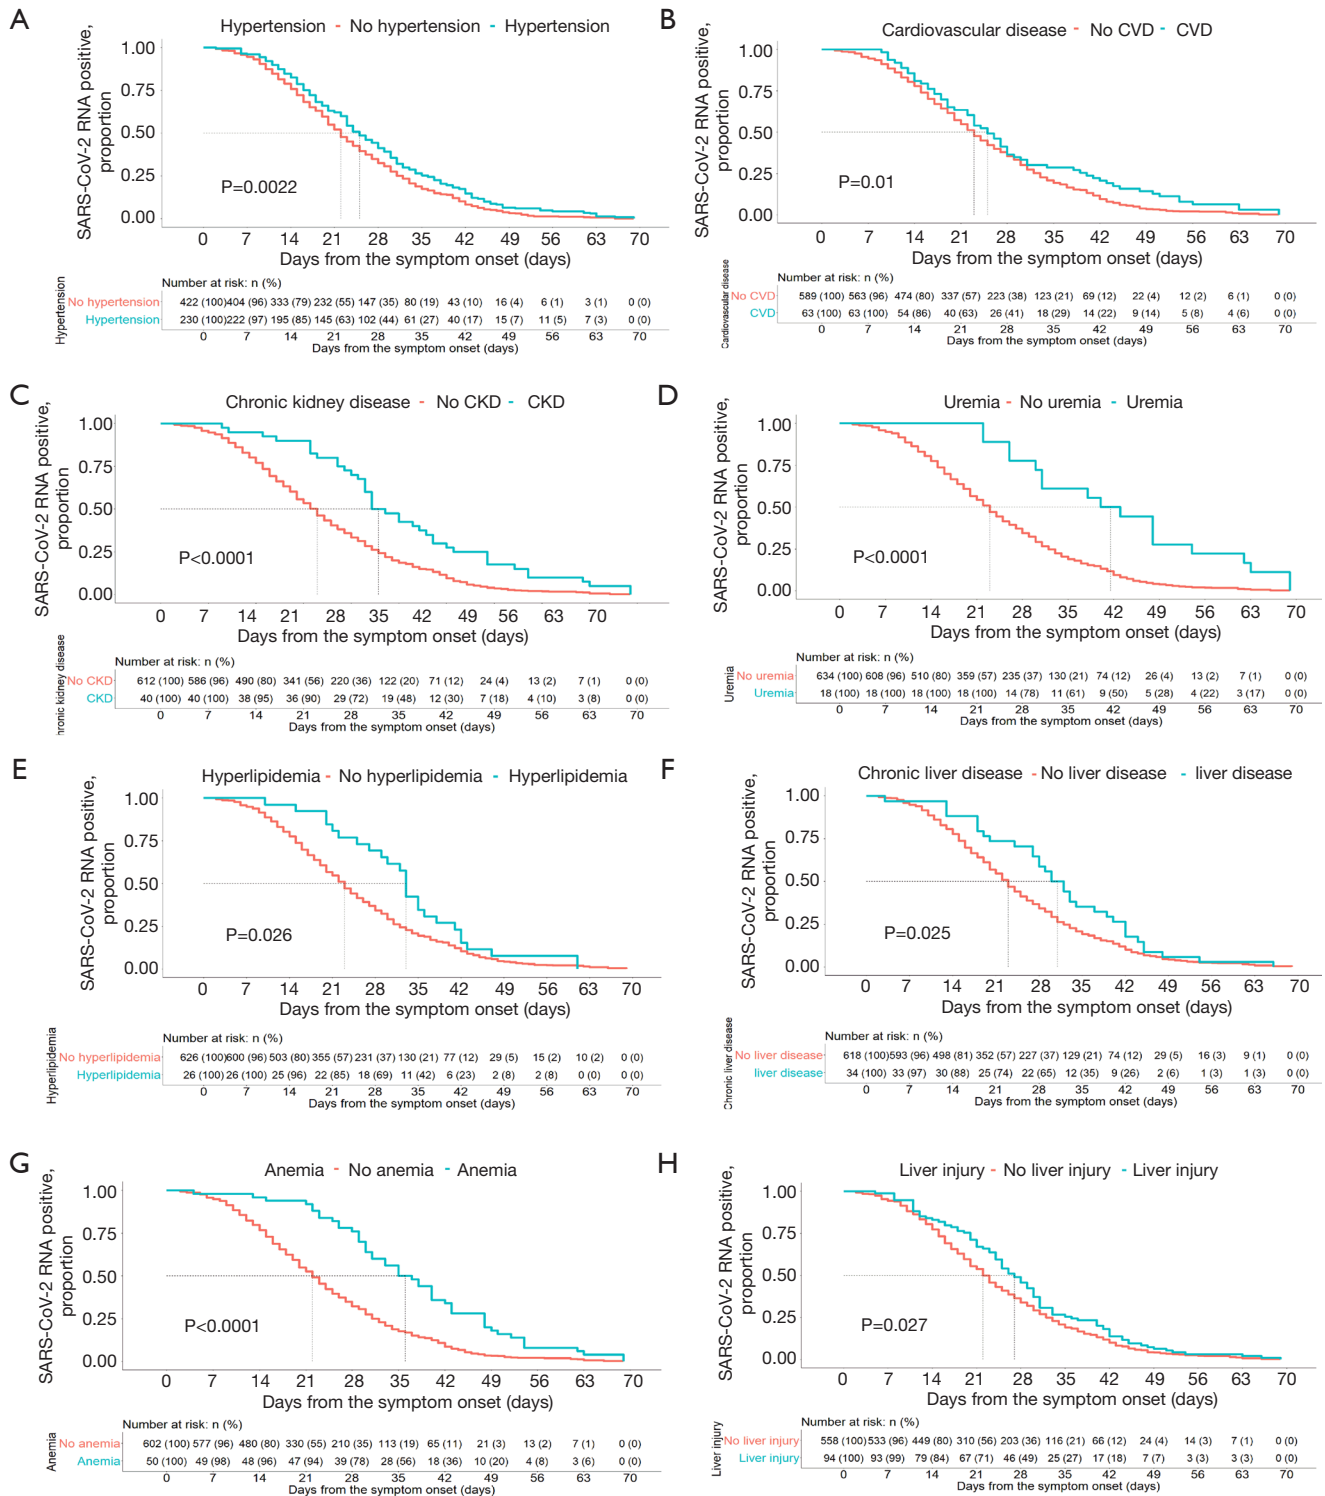 A
Hypertension - No hypertension - Hypertension
SARS-CoV-2 RNA positive,
proportion
1.00
0.75
0.50
0.25
0.00
P=0.0022
0 7 14 21 28 35 42 49 56 63 70
Days from the symptom onset (days)
Number at risk: n (%)
Hypertension
No hypertension 422 (100) 404 (96) 333 (79) 232 (55) 147 (35) 80 (19) 43 (10) 16 (4) 6 (1) 3 (1) 0 (0)
Hypertension 230 (100) 222 (97) 195 (85) 145 (63) 102 (44) 61 (27) 40 (17) 15 (7) 11 (5) 7 (3) 0 (0)
0 7 14 21 28 35 42 49 56 63 70
Days from the symptom onset (days)
B
Cardiovascular disease - No CVD - CVD
SARS-CoV-2 RNA positive,
proportion
1.00
0.75
0.50
0.25
0.00
P=0.01
0 7 14 21 28 35 42 49 56 63 70
Days from the symptom onset (days)
Number at risk: n (%)
Cardiovascular disease
No CVD 589 (100) 563 (96) 474 (80) 337 (57) 223 (38) 123 (21) 69 (12) 22 (4) 12 (2) 6 (1) 0 (0)
CVD 63 (100) 63 (100) 54 (86) 40 (63) 26 (41) 18 (29) 14 (22) 9 (14) 5 (8) 4 (6) 0 (0)
0 7 14 21 28 35 42 49 56 63 70
Days from the symptom onset (days)
C
Chronic kidney disease - No CKD - CKD
SARS-CoV-2 RNA positive,
proportion
1.00
0.75
0.50
0.25
0.00
P<0.0001
0 7 14 21 28 35 42 49 56 63 70
Days from the symptom onset (days)
Number at risk: n (%)
hronic kidney disease
No CKD 612 (100) 586 (96) 490 (80) 341 (56) 220 (36) 122 (20) 71 (12) 24 (4) 13 (2) 7 (1) 0 (0)
CKD 40 (100) 40 (100) 38 (95) 36 (90) 29 (72) 19 (48) 12 (30) 7 (18) 4 (10) 3 (8) 0 (0)
0 7 14 21 28 35 42 49 56 63 70
Days from the symptom onset (days)
D
Uremia - No uremia - Uremia
SARS-CoV-2 RNA positive,
proportion
1.00
0.75
0.50
0.25
0.00
P<0.0001
0 7 14 21 28 35 42 49 56 63 70
Days from the symptom onset (days)
Number at risk: n (%)
Uremia
No uremia 634 (100) 608 (96) 510 (80) 359 (57) 235 (37) 130 (21) 74 (12) 26 (4) 13 (2) 7 (1) 0 (0)
Uremia 18 (100) 18 (100) 18 (100) 18 (100) 14 (78) 11 (61) 9 (50) 5 (28) 4 (22) 3 (17) 0 (0)
0 7 14 21 28 35 42 49 56 63 70
Days from the symptom onset (days)
E
Hyperlipidemia - No hyperlipidemia - Hyperlipidemia
SARS-CoV-2 RNA positive,
proportion
1.00
0.75
0.50
0.25
0.00
P=0.026
0 7 14 21 28 35 42 49 56 63 70
Days from the symptom onset (days)
Number at risk: n (%)
Hyperlipidemia
No hyperlipidemia 626 (100) 600 (96) 503 (80) 355 (57) 231 (37) 130 (21) 77 (12) 29 (5) 15 (2) 10 (2) 0 (0)
Hyperlipidemia 26 (100) 26 (100) 25 (96) 22 (85) 18 (69) 11 (42) 6 (23) 2 (8) 2 (8) 0 (0) 0 (0)
0 7 14 21 28 35 42 49 56 63 70
Days from the symptom onset (days)
F
Chronic liver disease - No liver disease - liver disease
SARS-CoV-2 RNA positive,
proportion
1.00
0.75
0.50
0.25
0.00
P=0.025
0 7 14 21 28 35 42 49 56 63 70
Days from the symptom onset (days)
Number at risk: n (%)
Chronic liver disease
No liver disease 618 (100) 593 (96) 498 (81) 352 (57) 227 (37) 129 (21) 74 (12) 29 (5) 16 (3) 9 (1) 0 (0)
liver disease 34 (100) 33 (97) 30 (88) 25 (74) 22 (65) 12 (35) 9 (26) 2 (6) 1 (3) 1 (3) 0 (0)
0 7 14 21 28 35 42 49 56 63 70
Days from the symptom onset (days)
G
Anemia - No anemia - Anemia
SARS-CoV-2 RNA positive,
proportion
1.00
0.75
0.50
0.25
0.00
P<0.0001
0 7 14 21 28 35 42 49 56 63 70
Days from the symptom onset (days)
Number at risk: n (%)
Anemia
No anemia 602 (100) 577 (96) 480 (80) 330 (55) 210 (35) 113 (19) 65 (11) 21 (3) 13 (2) 7 (1) 0 (0)
Anemia 50 (100) 49 (98) 48 (96) 47 (94) 39 (78) 28 (56) 18 (36) 10 (20) 4 (8) 3 (6) 0 (0)
0 7 14 21 28 35 42 49 56 63 70
Days from the symptom onset (days)
H
Liver injury - No liver injury - Liver injury
SARS-CoV-2 RNA positive,
proportion
1.00
0.75
0.50
0.25
0.00
P=0.027
0 7 14 21 28 35 42 49 56 63 70
Days from the symptom onset (days)
Number at risk: n (%)
Liver injury
No liver injury 558 (100) 533 (96) 449 (80) 310 (56) 203 (36) 116 (21) 66 (12) 24 (4) 14 (3) 7 (1) 0 (0)
Liver injury 94 (100) 93 (99) 79 (84) 67 (71) 46 (49) 25 (27) 17 (18) 7 (7) 3 (3) 3 (3) 0 (0)
0 7 14 21 28 35 42 49 56 63 70
Days from the symptom onset (days)